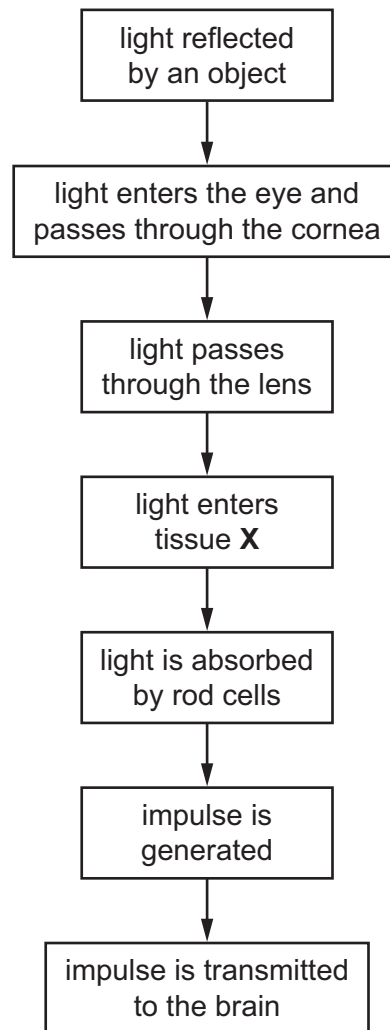 light reflected
by an object
light enters the eye and
passes through the cornea
light passes
through the lens
light enters
tissue X
light is absorbed
by rod cells
impulse is
generated
impulse is transmitted
to the brain